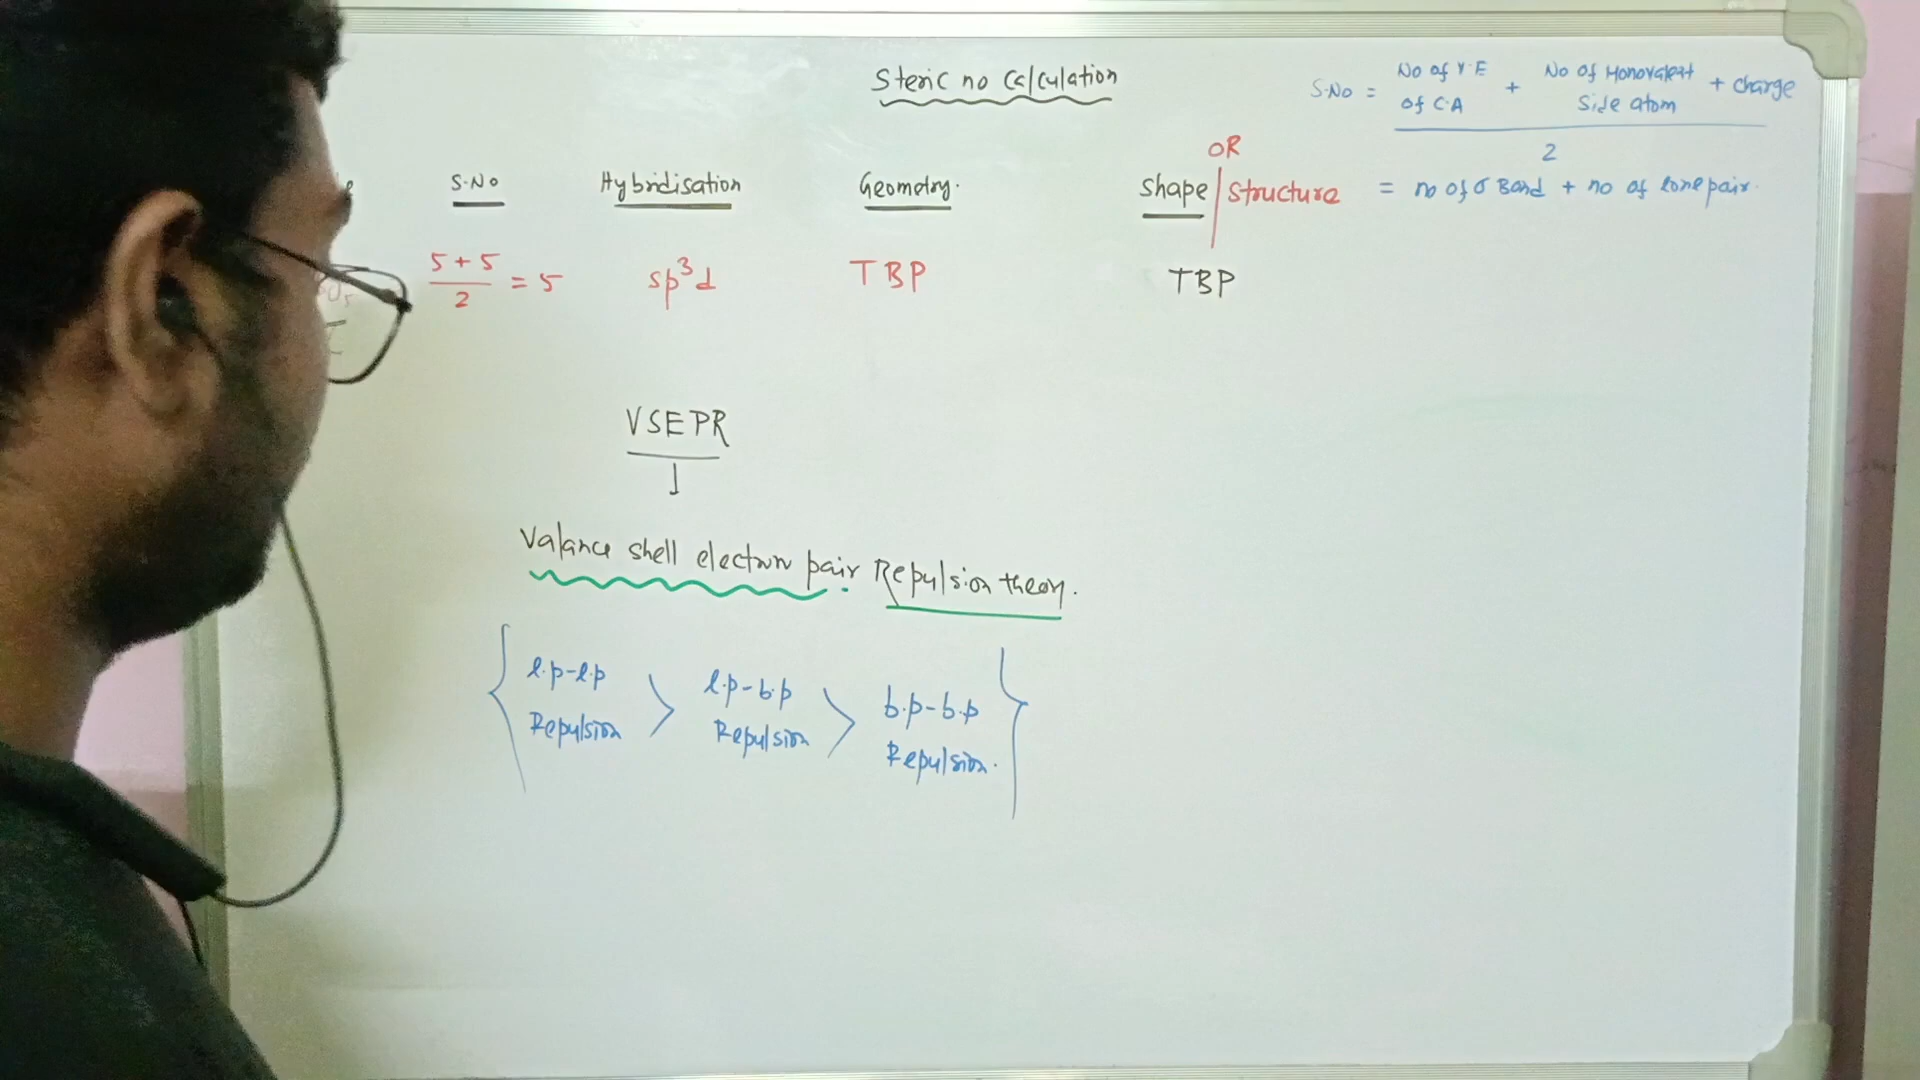 Steric no Calculation
S.No = No of V.E of C.A + No of Monovalent Side atom + Charge
2
= no of σ Bond + no of lone pair.
S.No Hybridisation Geometry. Shape OR Structure
5+5/2 = 5 sp³d TBP TBP
VSEPR
Valance shell electron pair Repulsion theory.
l.p-l.p > l.p-b.p > b.p-b.p
Repulsion Repulsion Repulsion.